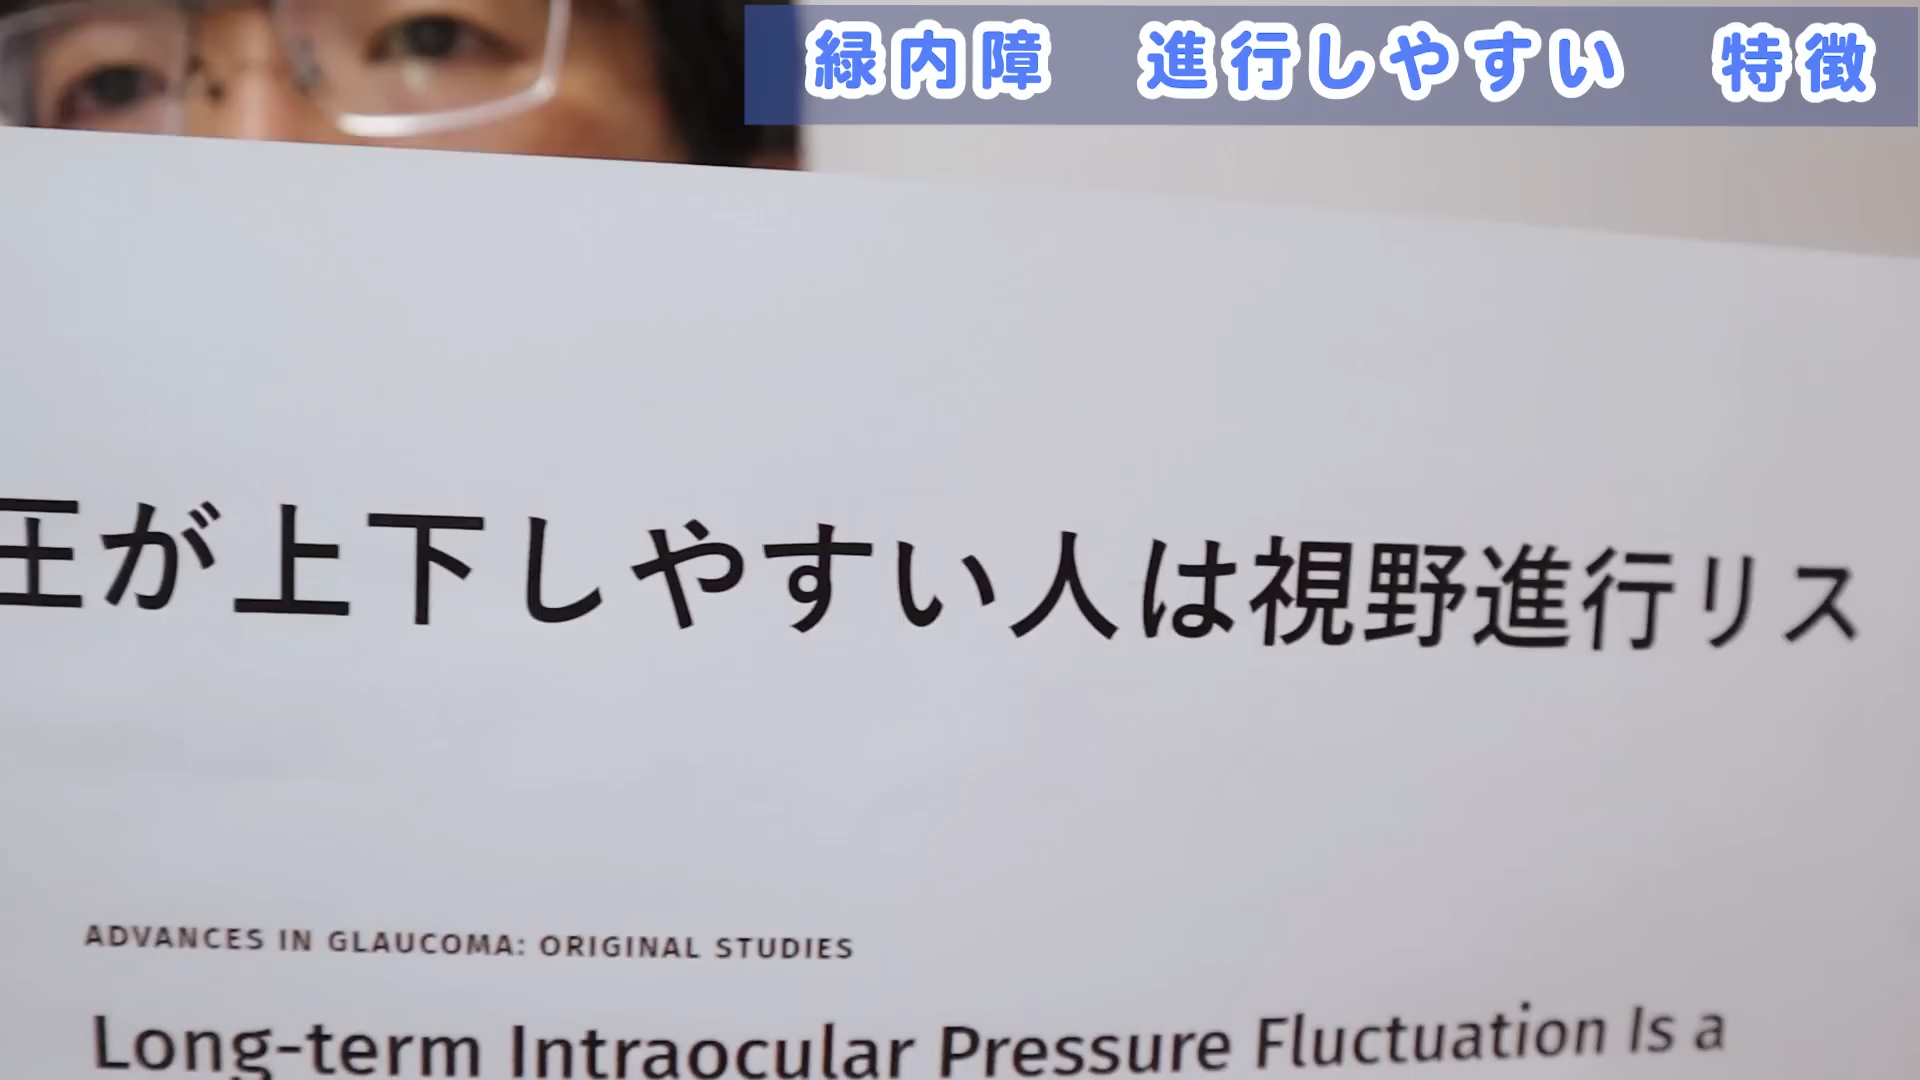 緑内障　進行しやすい　特徴
圧が上下しやすい人は視野進行リス
ADVANCES IN GLAUCOMA: ORIGINAL STUDIES
Long-term Intraocular Pressure Fluctuation Is a